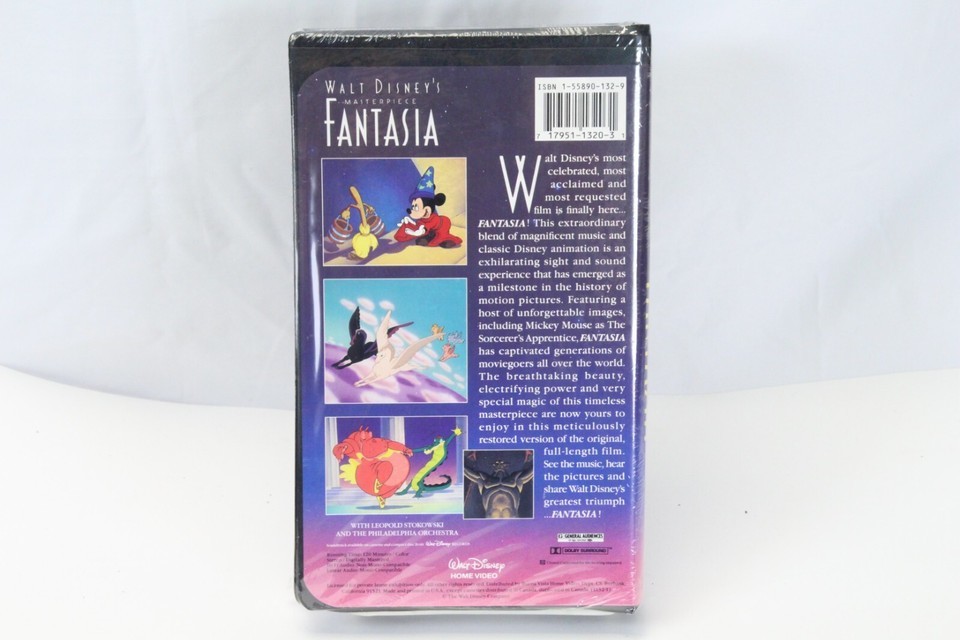 WALT DISNEY'S
MASTERPIECE
FANTASIA
ISBN 1-55890-132-9
7 17951-1320-3 1
Walt Disney's most
celebrated, most
acclaimed and
most requested
film is finally here...
FANTASIA! This extraordinary
blend of magnificent music and
classic Disney animation is an
exhilarating sight and sound
experience that has emerged as
a milestone in the history of
motion pictures. Featuring a
host of unforgettable images,
including Mickey Mouse as The
Sorcerer's Apprentice, FANTASIA
has captivated generations of
moviegoers all over the world.
The breathtaking beauty,
electrifying power and very
special magic of this timeless
masterpiece are now yours to
enjoy in this meticulously
restored version of the original,
full-length film.
See the music, hear
the pictures and
share Walt Disney's
greatest triumph
...FANTASIA!
WITH LEOPOLD STOKOWSKI
AND THE PHILADELPHIA ORCHESTRA
GENERAL AUDIENCES
DOLBY SURROUND
Walt Disney
HOME VIDEO
© The Walt Disney Company